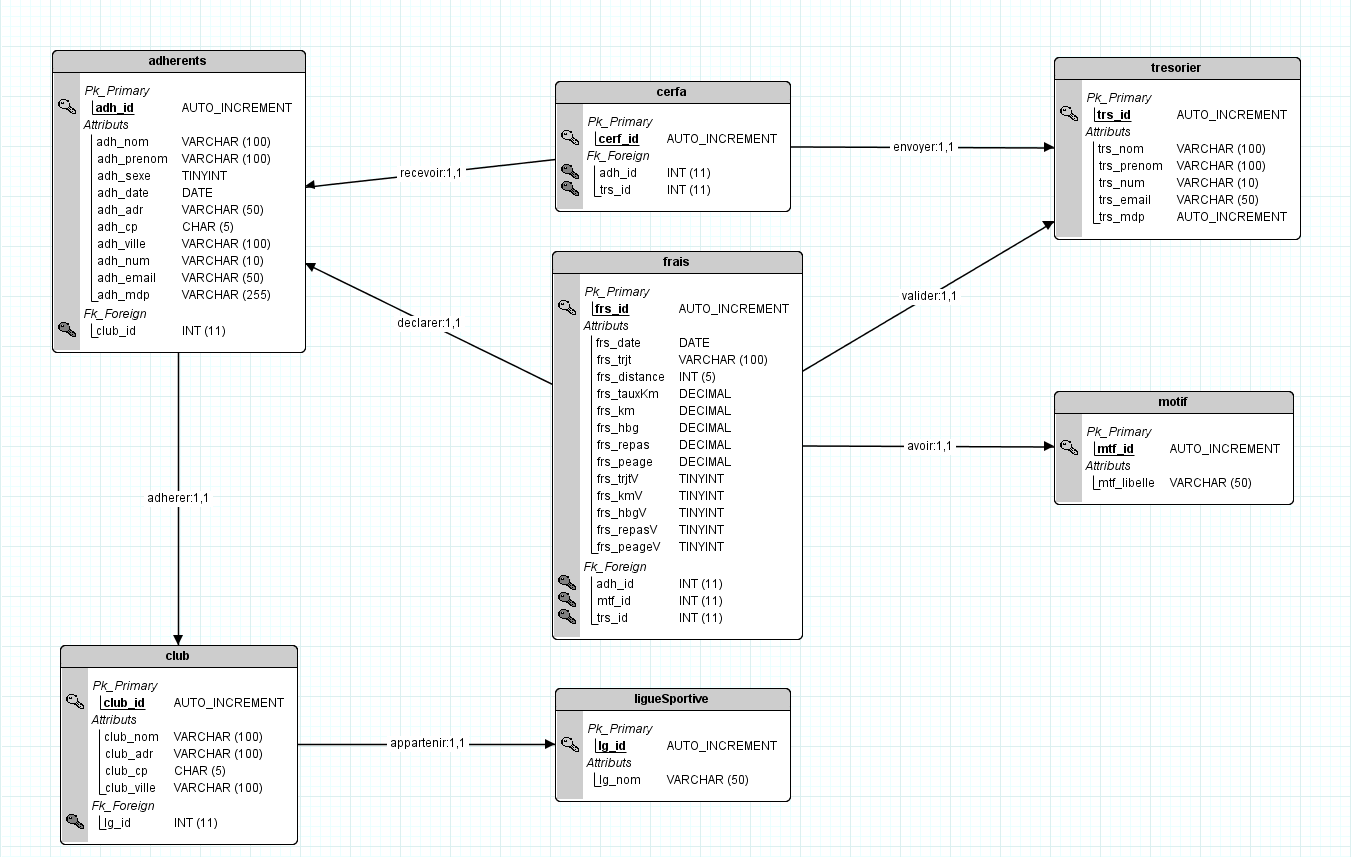 adherents
Pk_Primary
adh_id AUTO_INCREMENT
Attributs
adh_nom VARCHAR (100)
adh_prenom VARCHAR (100)
adh_sexe TINYINT
adh_date DATE
adh_adr VARCHAR (50)
adh_cp CHAR (5)
adh_ville VARCHAR (100)
adh_num VARCHAR (10)
adh_email VARCHAR (50)
adh_mdp VARCHAR (255)
Fk_Foreign
club_id INT (11)
recevoir:1,1
declarer:1,1
adherer:1,1
cerfa
Pk_Primary
cerf_id AUTO_INCREMENT
Fk_Foreign
adh_id INT (11)
trs_id INT (11)
envoyer:1,1
tresorier
Pk_Primary
trs_id AUTO_INCREMENT
Attributs
trs_nom VARCHAR (100)
trs_prenom VARCHAR (100)
trs_num VARCHAR (10)
trs_email VARCHAR (50)
trs_mdp AUTO_INCREMENT
frais
Pk_Primary
frs_id AUTO_INCREMENT
Attributs
frs_date DATE
frs_trjt VARCHAR (100)
frs_distance INT (5)
frs_tauxKm DECIMAL
frs_km DECIMAL
frs_hbg DECIMAL
frs_repas DECIMAL
frs_peage DECIMAL
frs_trjtV TINYINT
frs_kmV TINYINT
frs_hbgV TINYINT
frs_repasV TINYINT
frs_peageV TINYINT
Fk_Foreign
adh_id INT (11)
mtf_id INT (11)
trs_id INT (11)
valider:1,1
avoir:1,1
motif
Pk_Primary
mtf_id AUTO_INCREMENT
Attributs
mtf_libelle VARCHAR (50)
club
Pk_Primary
club_id AUTO_INCREMENT
Attributs
club_nom VARCHAR (100)
club_adr VARCHAR (100)
club_cp CHAR (5)
club_ville VARCHAR (100)
Fk_Foreign
lg_id INT (11)
appartenir:1,1
ligueSportive
Pk_Primary
lg_id AUTO_INCREMENT
Attributs
lg_nom VARCHAR (50)